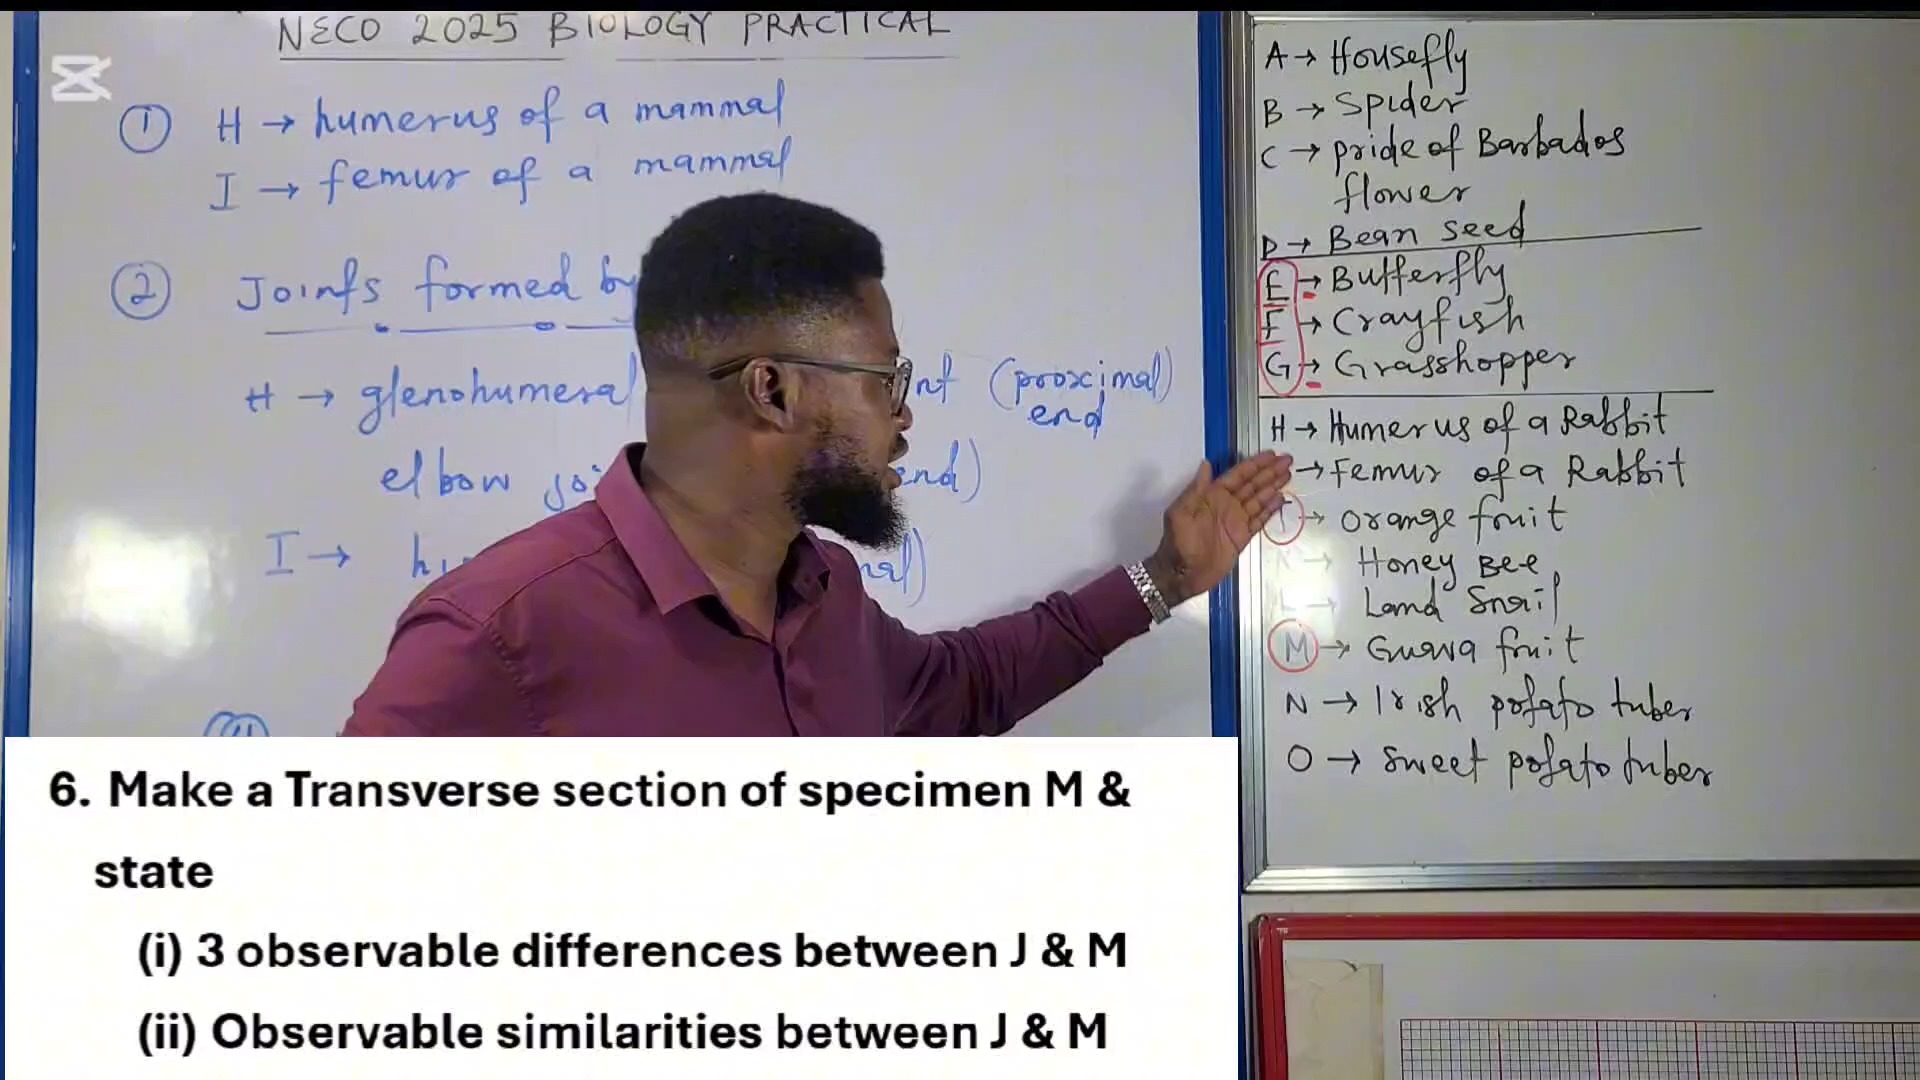 NECO 2025 BIOLOGY PRACTICAL
① H → humerus of a mammal
I → femur of a mammal
② Joints formed by
H → glenohumeral (proximal)
end
elbow end)
I →
A → Housefly
B → Spider
C → pride of Barbados
flower
D → Bean seed
E → Butterfly
F → Crayfish
G → Grasshopper
H → Humerus of a Rabbit
→ Femur of a Rabbit
→ Orange fruit
→ Honey Bee
L → Land Snail
M → Guava fruit
N → Irish potato tuber
O → Sweet potato tuber
6. Make a Transverse section of specimen M &
state
(i) 3 observable differences between J & M
(ii) Observable similarities between J & M